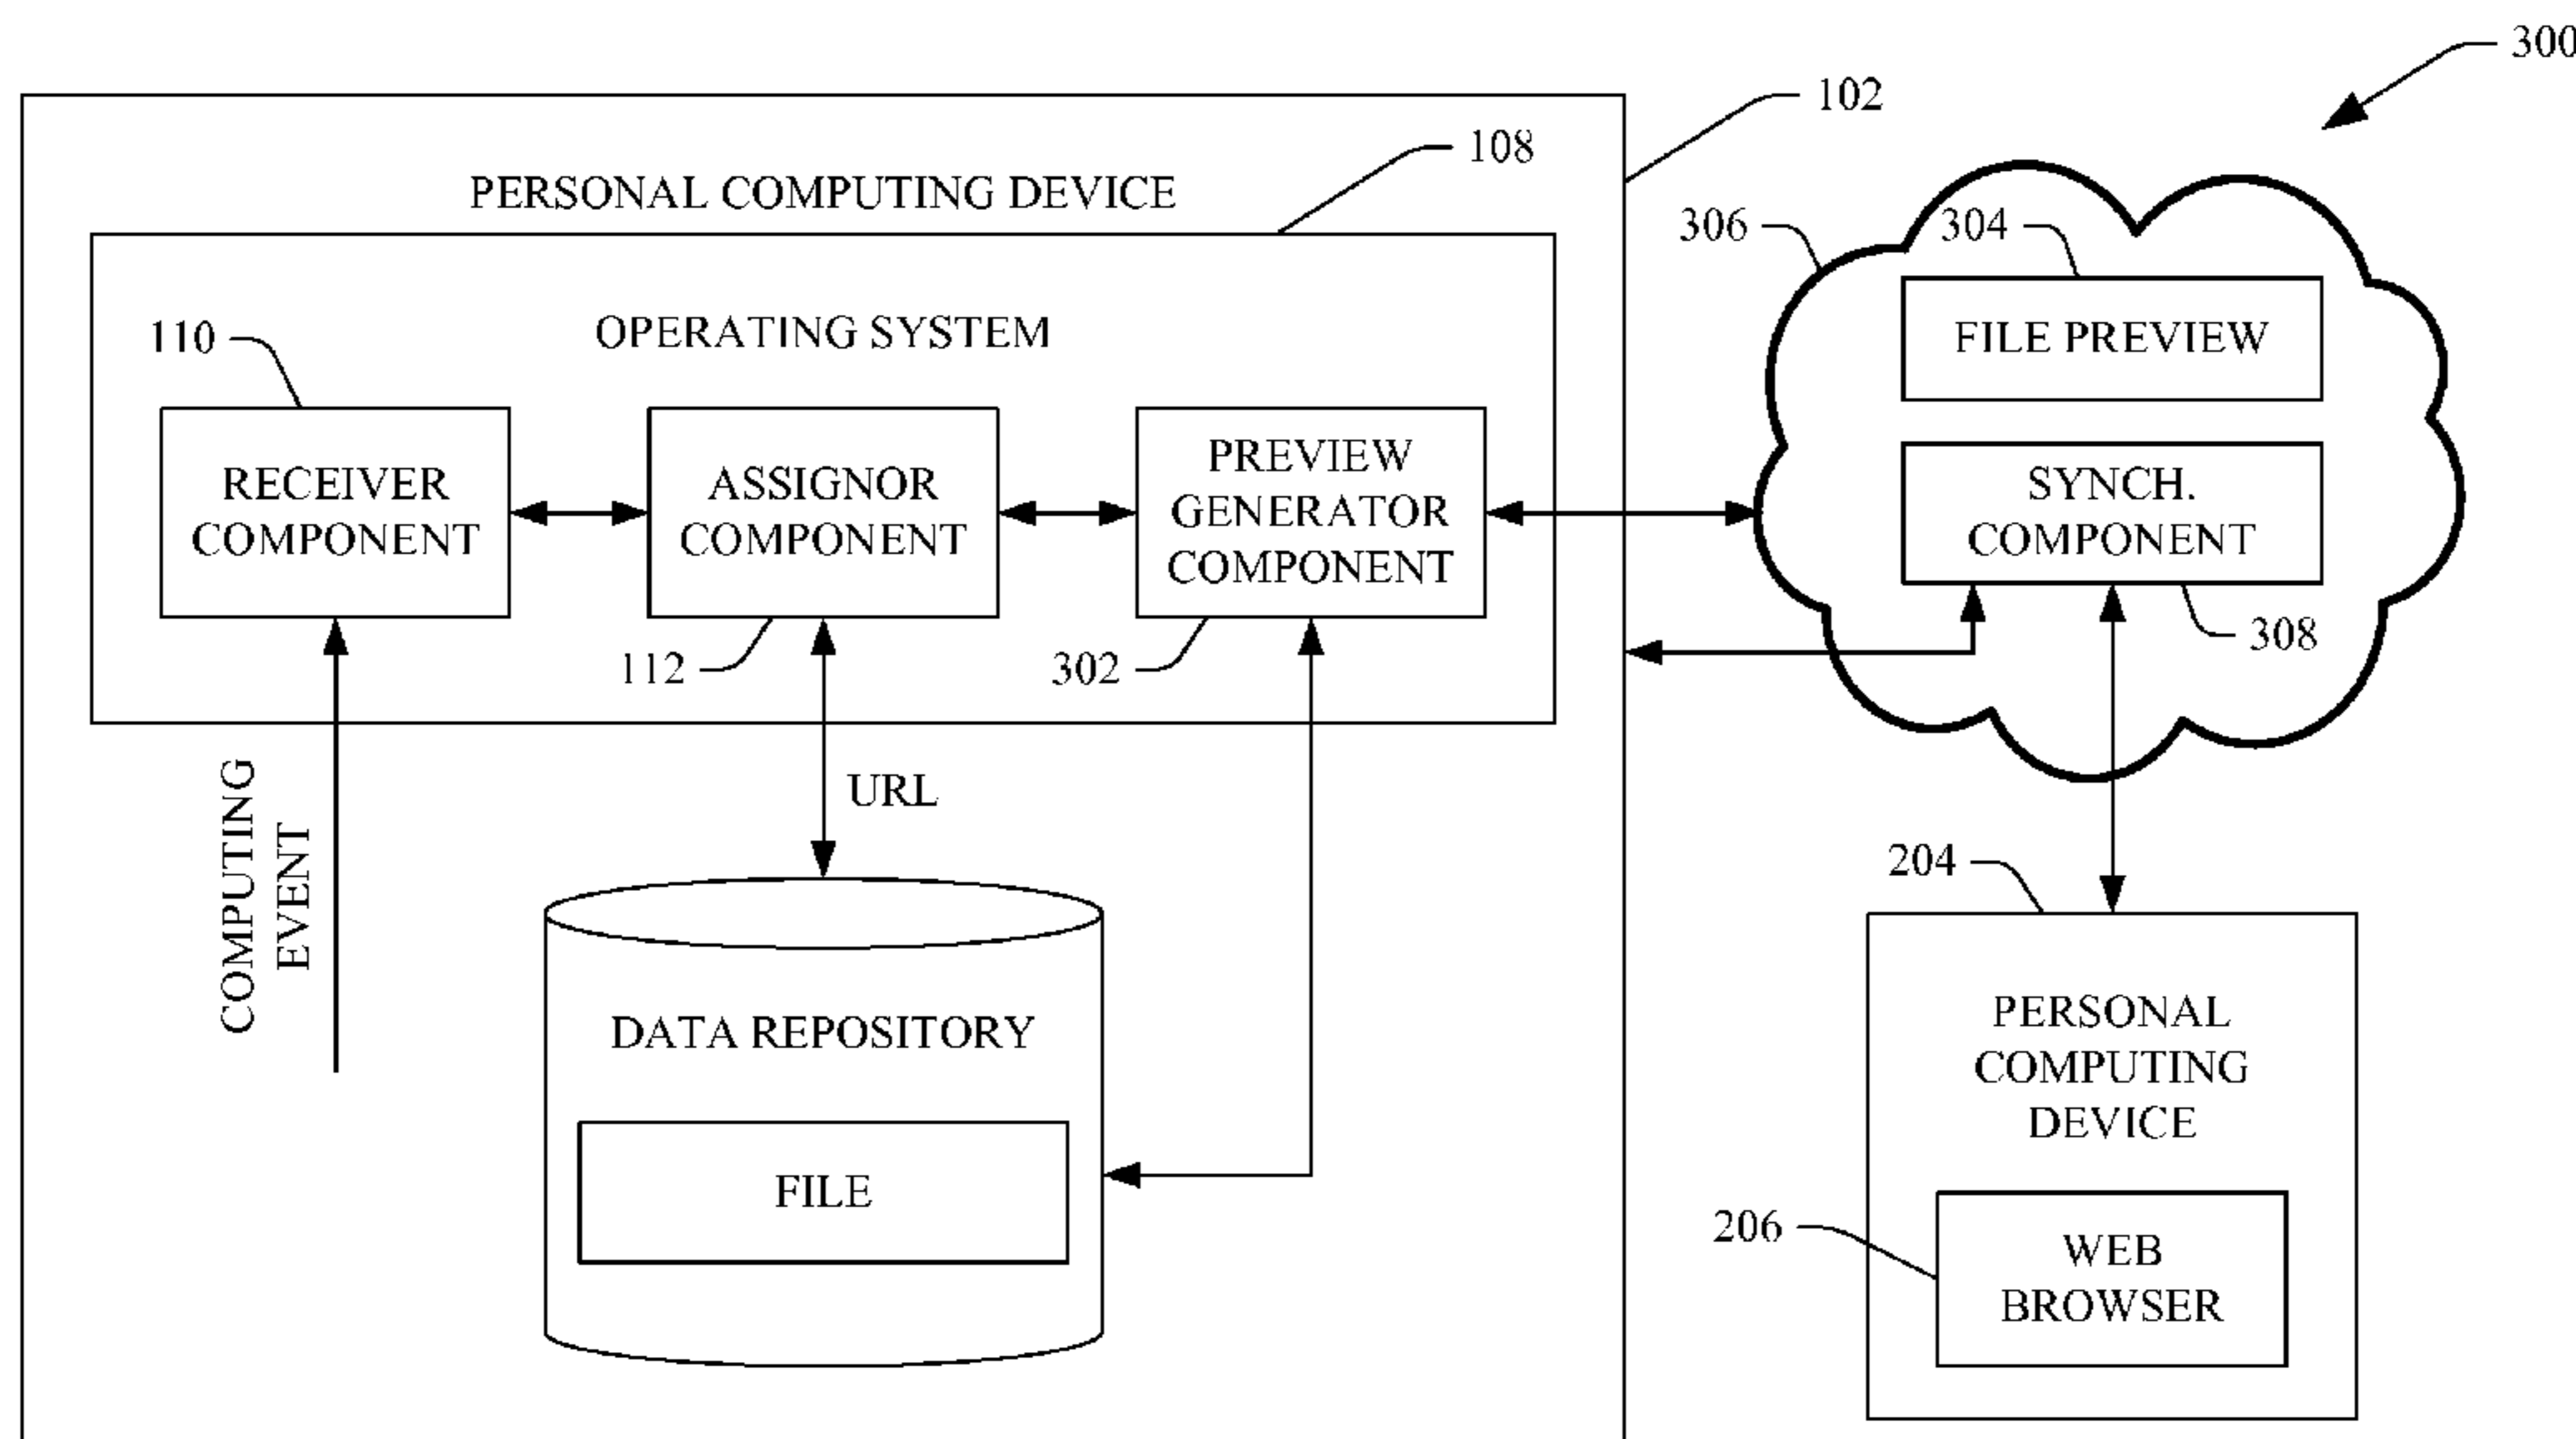 300
102
108
PERSONAL COMPUTING DEVICE
306
304
110
OPERATING SYSTEM
FILE PREVIEW
RECEIVER
COMPONENT
ASSIGNOR
COMPONENT
PREVIEW
GENERATOR
COMPONENT
SYNCH.
COMPONENT
112
302
308
COMPUTING
EVENT
URL
204
DATA REPOSITORY
FILE
PERSONAL
COMPUTING
DEVICE
206
WEB
BROWSER